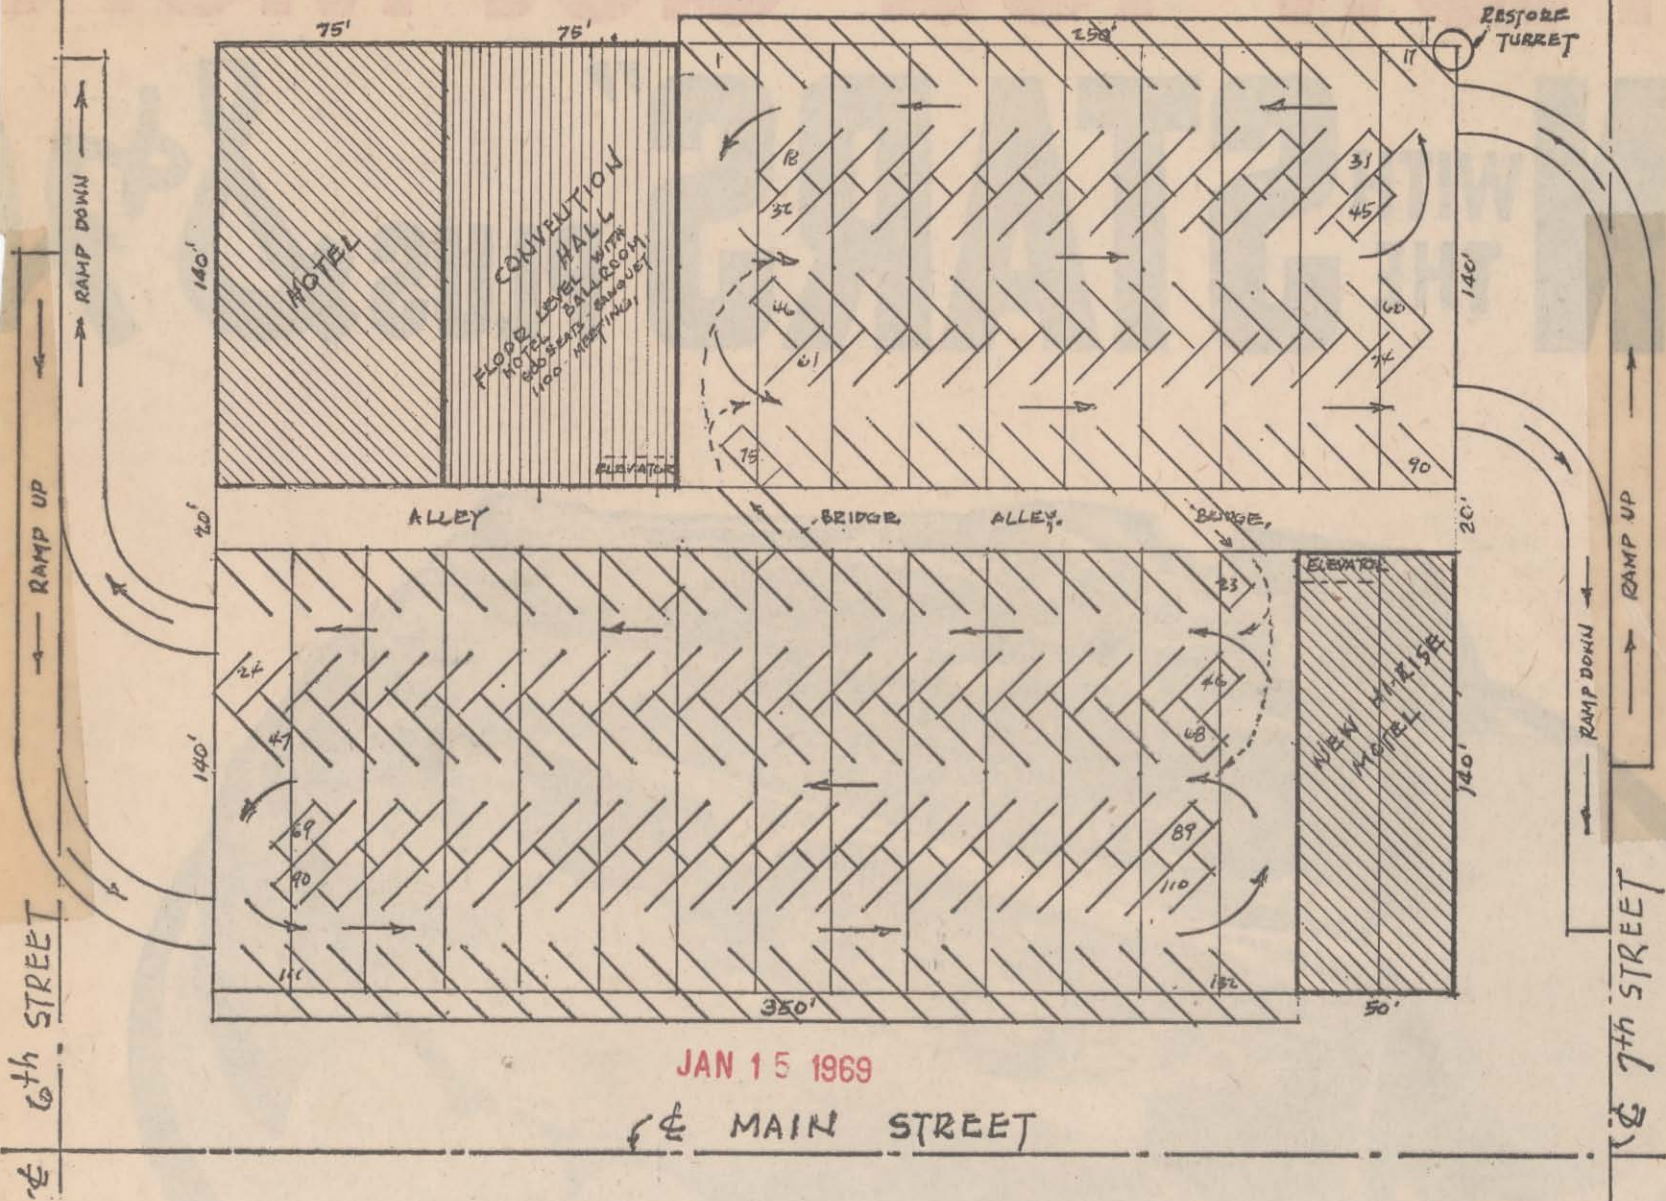 75'
75'
250'
RESTORE
TURRET
1
17
RAMP DOWN
RAMP UP
140'
HOTEL
CONVENTION
HALL
FLOOR LEVEL WITH
HOTEL BALLROOM
800 SEATS BANQUET
1100 MEETING,
ELEVATOR
18
31
32
45
46
60
61
74
75
90
140'
RAMP UP
RAMP DOWN
20'
ALLEY
BRIDGE
ALLEY.
BRIDGE.
20'
23
ELEVATOR
24
46
47
68
69
89
90
110
111
132
140'
NEW HI-RISE
MOTEL
140'
350'
50'
JAN 15 1969
℄ MAIN STREET
℄ 6th STREET
℄ 7th STREET